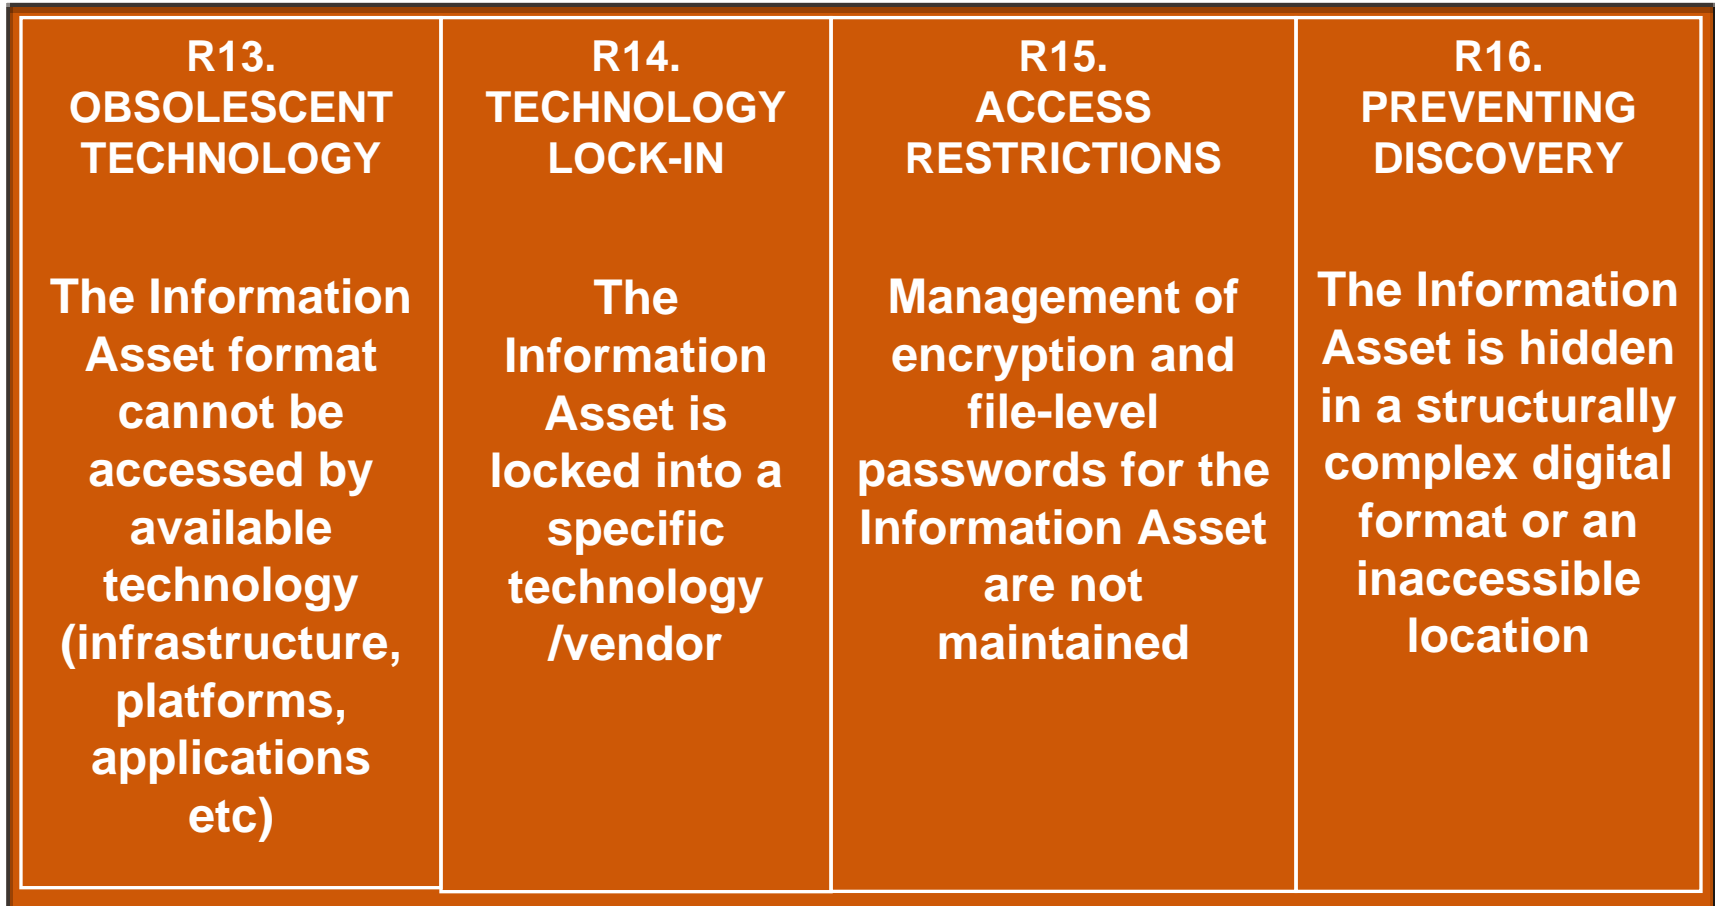 R13.
OBSOLESCENT
TECHNOLOGY
The Information
Asset format
cannot be
accessed by
available
technology
(infrastructure,
platforms,
applications
etc)
R14.
TECHNOLOGY
LOCK-IN
The
Information
Asset is
locked into a
specific
technology
/vendor
R15.
ACCESS
RESTRICTIONS
Management of
encryption and
file-level
passwords for the
Information Asset
are not
maintained
R16.
PREVENTING
DISCOVERY
The Information
Asset is hidden
in a structurally
complex digital
format or an
inaccessible
location